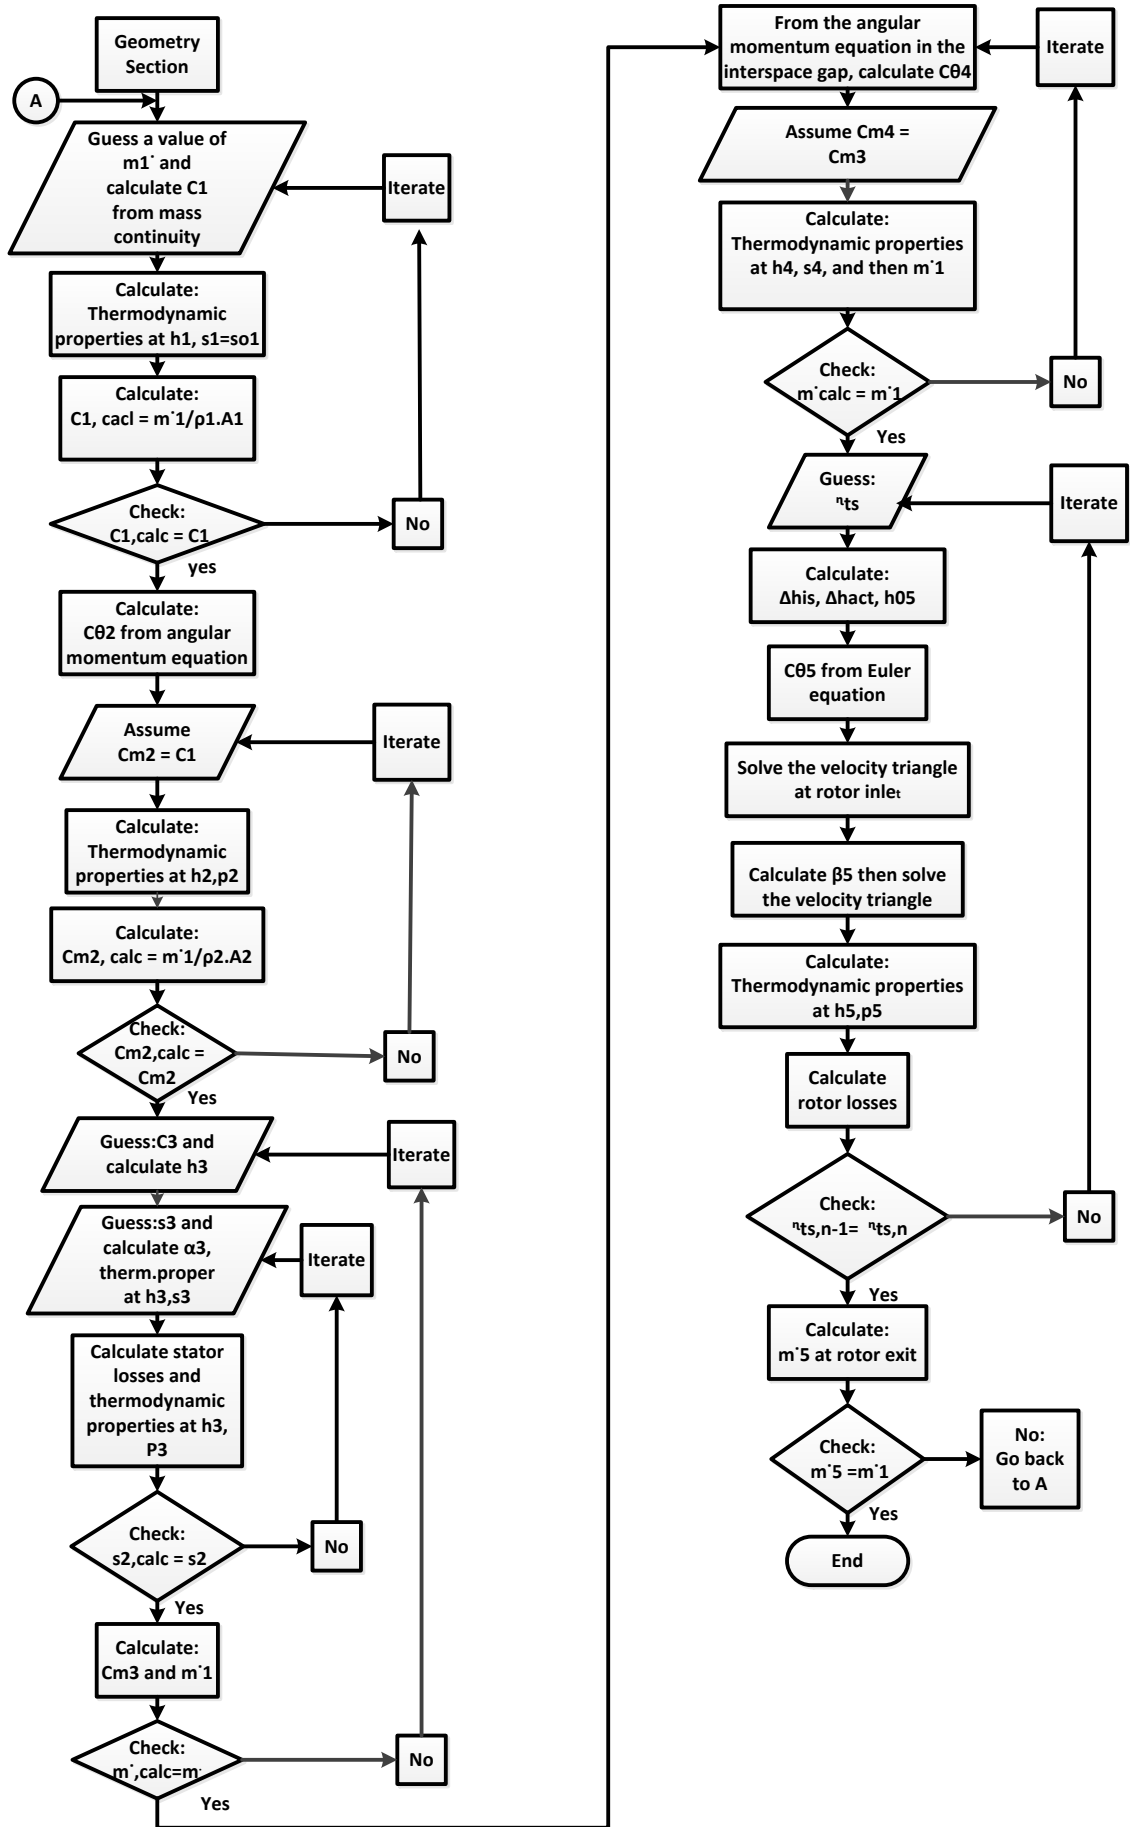 Geometry
Section
A
Guess a value of
m1˙ and
calculate C1
from mass
continuity
Iterate
Calculate:
Thermodynamic
properties at h1, s1=so1
Calculate:
C1, cacl = m˙1/ρ1.A1
Check:
C1,calc = C1
No
yes
Calculate:
Cθ2 from angular
momentum equation
Assume
Cm2 = C1
Iterate
Calculate:
Thermodynamic
properties at h2,p2
Calculate:
Cm2, calc = m˙1/ρ2.A2
Check:
Cm2,calc =
Cm2
No
Yes
Guess:C3 and
calculate h3
Iterate
Guess:s3 and
calculate α3,
therm.proper
at h3,s3
Iterate
Calculate stator
losses and
thermodynamic
properties at h3,
P3
Check:
s2,calc = s2
No
Yes
Calculate:
Cm3 and m˙1
Check:
m˙,calc=m˙
No
Yes
From the angular
momentum equation in the
interspace gap, calculate Cθ4
Iterate
Assume Cm4 =
Cm3
Calculate:
Thermodynamic properties
at h4, s4, and then m˙1
Check:
m˙calc = m˙1
No
Yes
Guess:
ⁿts
Iterate
Calculate:
Δhis, Δhact, h05
Cθ5 from Euler
equation
Solve the velocity triangle
at rotor inlet
Calculate β5 then solve
the velocity triangle
Calculate:
Thermodynamic properties
at h5,p5
Calculate
rotor losses
Check:
ⁿts,n-1= ⁿts,n
No
Yes
Calculate:
m˙5 at rotor exit
Check:
m˙5 =m˙1
No:
Go back
to A
Yes
End